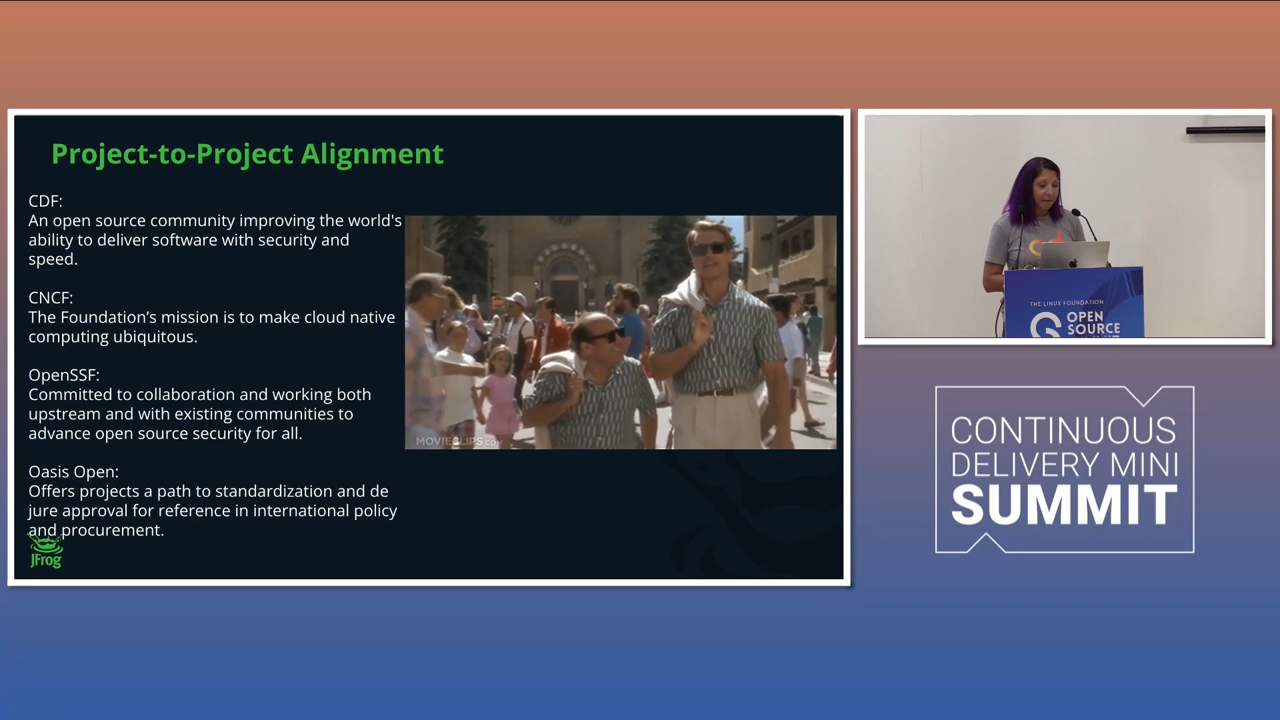 Project-to-Project Alignment
CDF:
An open source community improving the world's
ability to deliver software with security and
speed.
CNCF:
The Foundation’s mission is to make cloud native
computing ubiquitous.
OpenSSF:
Committed to collaboration and working both
upstream and with existing communities to
advance open source security for all.
Oasis Open:
Offers projects a path to standardization and de
jure approval for reference in international policy
and procurement.
JFrog
MOVIECLIPS.com
THE LINUX FOUNDATION
OPEN
SOURCE
CONTINUOUS
DELIVERY MINI
SUMMIT